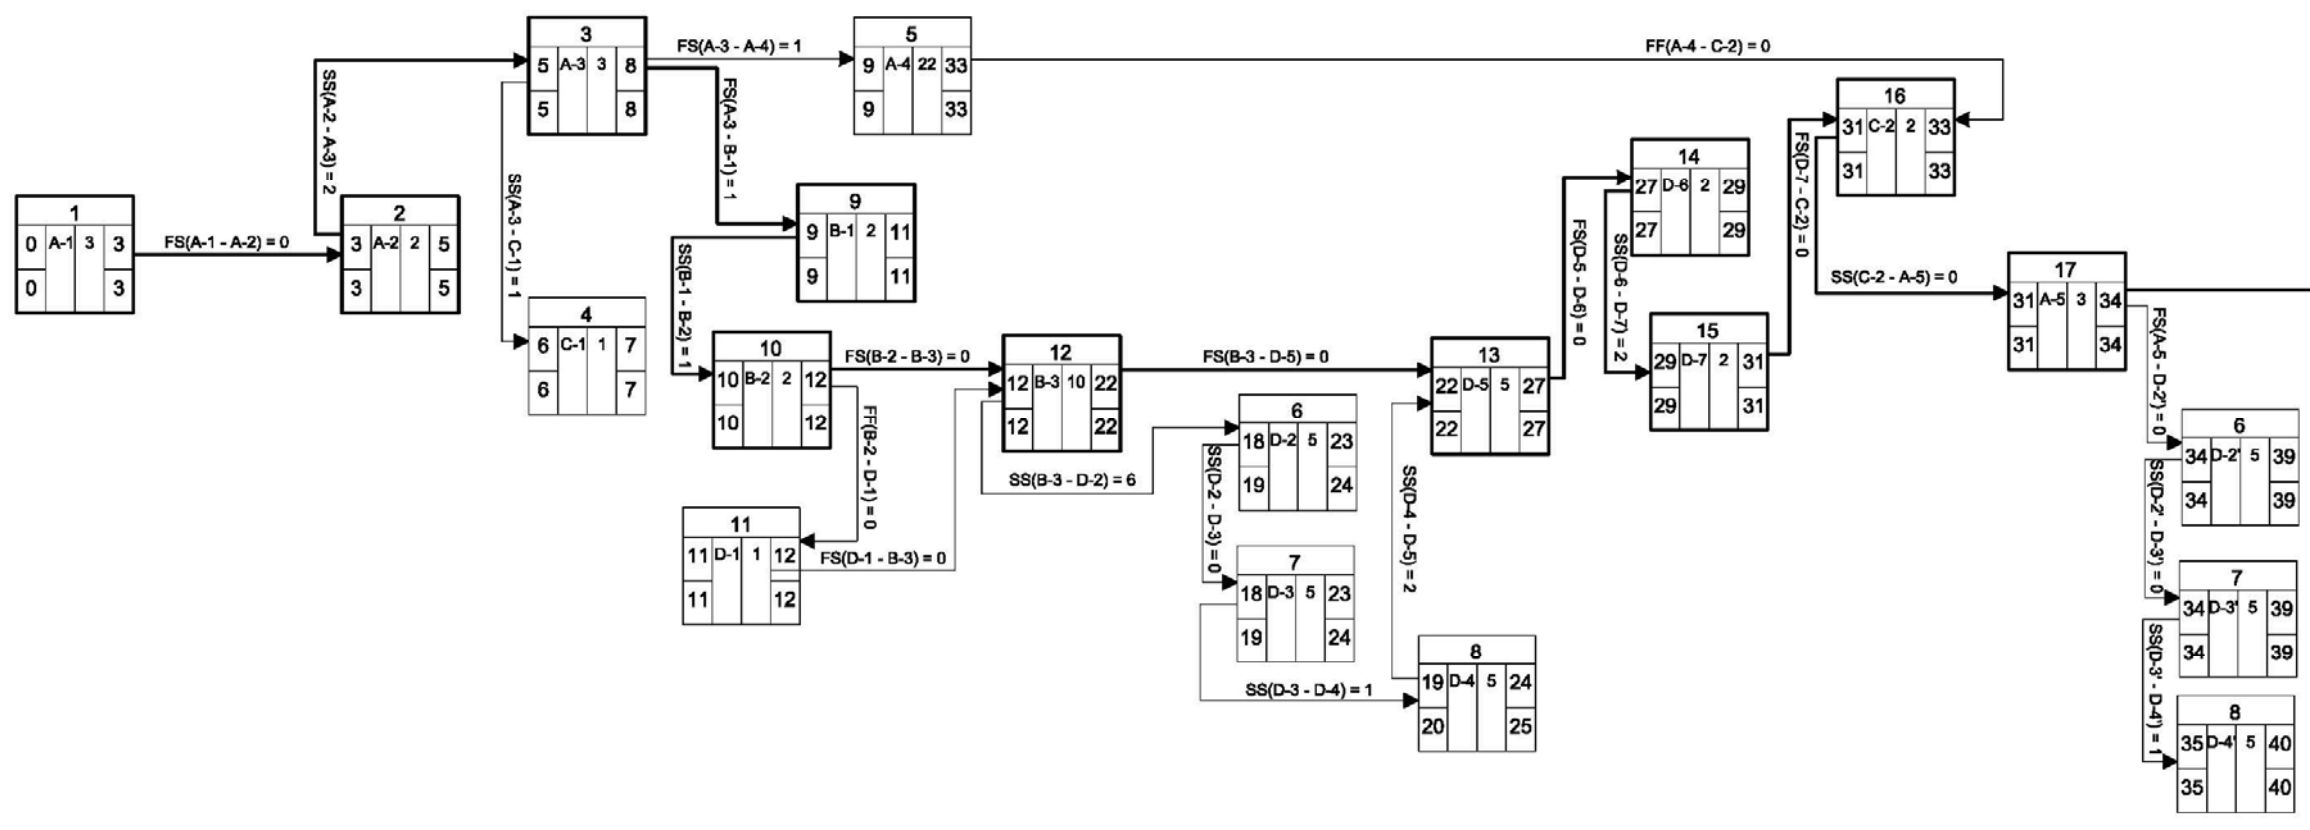 3
5 A-3 3 8
5 8
FS(A-3 - A-4) = 1
5
9 A-4 22 33
9 33
FF(A-4 - C-2) = 0
SS(A-2 - A-3) = 2
SS(A-3 - C-1) = 1
FS(A-3 - B-1) = 1
16
31 C-2 2 33
31 33
1
0 A-1 3 3
0 3
FS(A-1 - A-2) = 0
2
3 A-2 2 5
3 5
9
9 B-1 2 11
9 11
14
27 D-6 2 29
27 29
FS(D-7 - C-2) = 0
FS(D-5 - D-6) = 0
SS(D-6 - D-7) = 2
SS(C-2 - A-5) = 0
17
31 A-5 3 34
31 34
4
6 C-1 1 7
6 7
SS(B-1 - B-2) = 1
10
10 B-2 2 12
10 12
FS(B-2 - B-3) = 0
12
12 B-3 10 22
12 22
FS(B-3 - D-5) = 0
13
22 D-5 5 27
22 27
15
29 D-7 2 31
29 31
FS(A-5 - D-2') = 0
FF(B-2 - D-1) = 0
SS(B-3 - D-2) = 6
6
18 D-2 5 23
19 24
SS(D-2 - D-3) = 0
SS(D-4 - D-5) = 2
6
34 D-2' 5 39
34 39
SS(D-2' - D-3') = 0
11
11 D-1 1 12
11 12
FS(D-1 - B-3) = 0
7
18 D-3 5 23
19 24
SS(D-3 - D-4) = 1
8
19 D-4 5 24
20 25
7
34 D-3' 5 39
34 39
SS(D-3' - D-4') = 1
8
35 D-4' 5 40
35 40